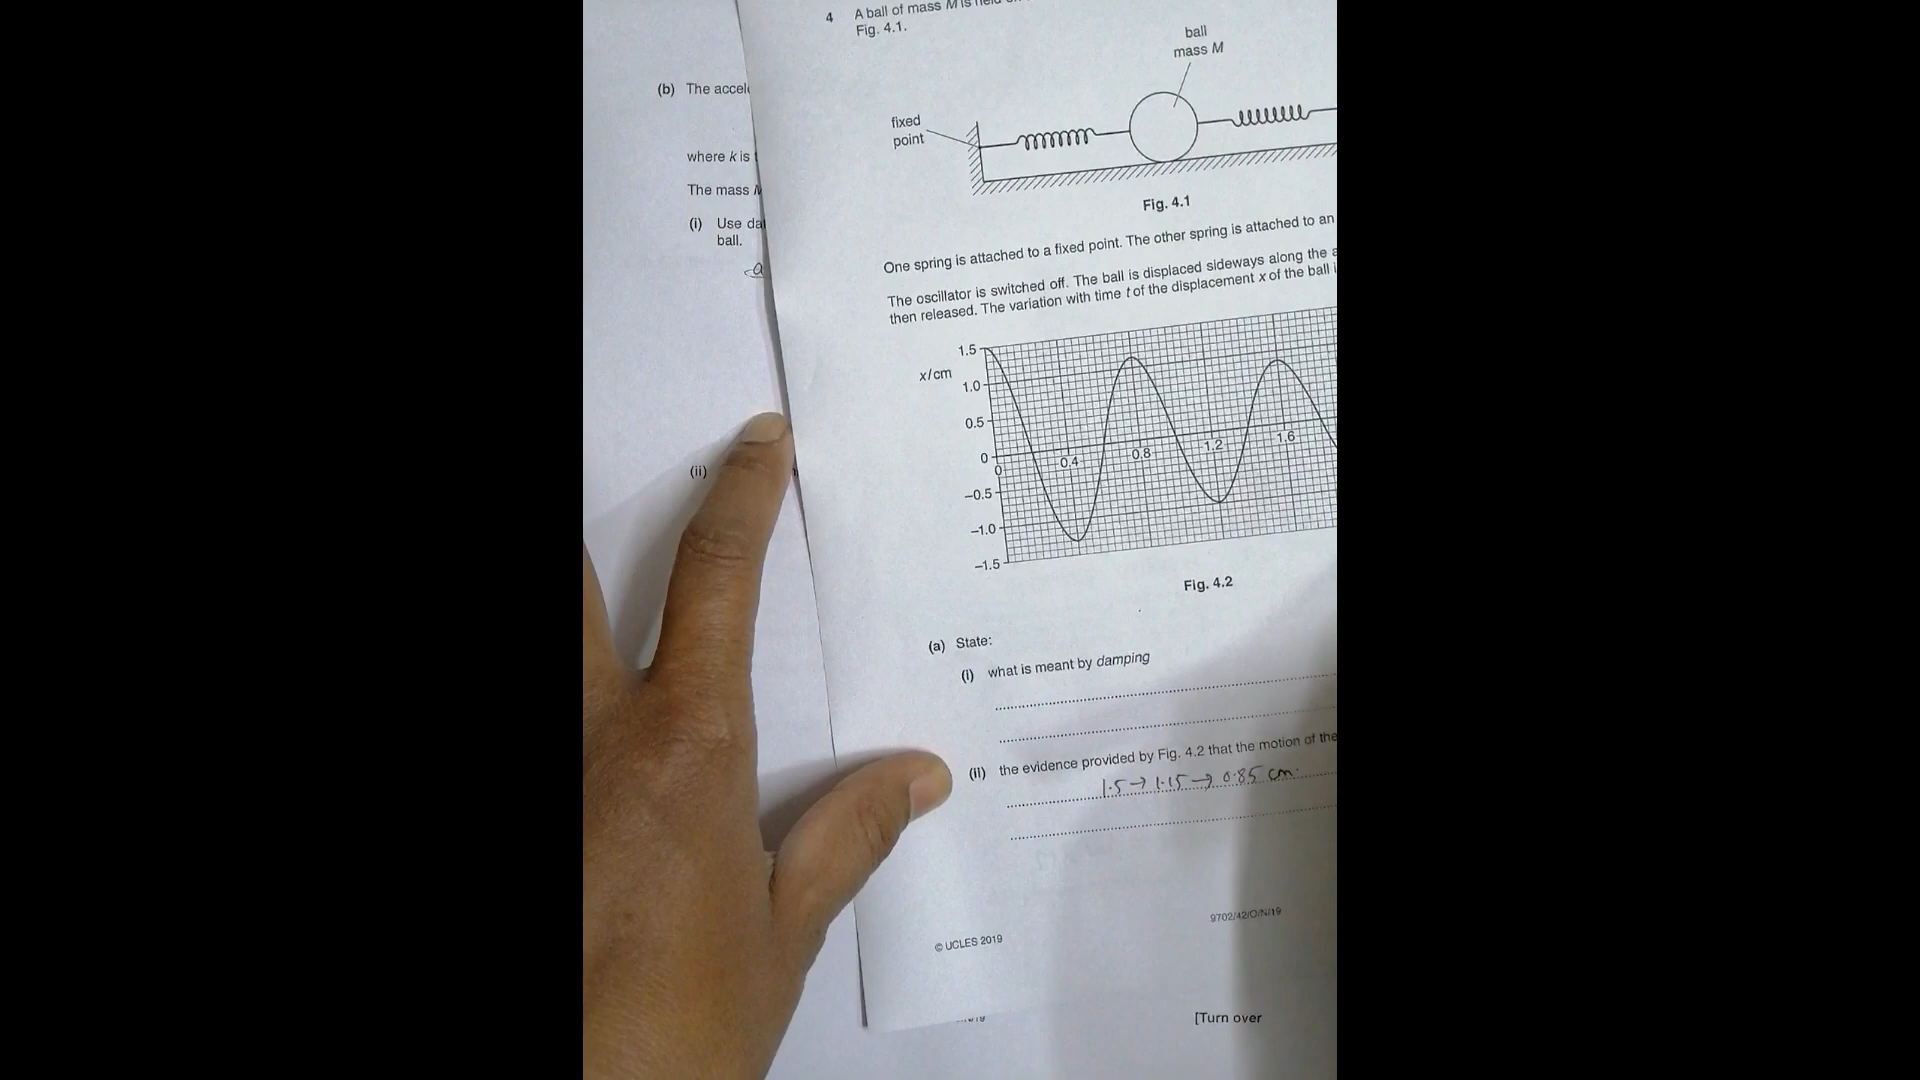 4 A ball of mass M is
Fig. 4.1.
ball
mass M
fixed
point
Fig. 4.1
One spring is attached to a fixed point. The other spring is attached to an
The oscillator is switched off. The ball is displaced sideways along the
then released. The variation with time t of the displacement x of the ball
1.5
x/cm
1.0
0.5
0
0
0.4
0.8
1.2
1.6
–0.5
–1.0
–1.5
Fig. 4.2
(a) State:
(i) what is meant by damping
(ii) the evidence provided by Fig. 4.2 that the motion of the
1.5→1.15→0.85 cm.
9702/42/O/N/19
© UCLES 2019
[Turn over
(b) The
where k is
The mass
(i) Use
ball.
(ii)